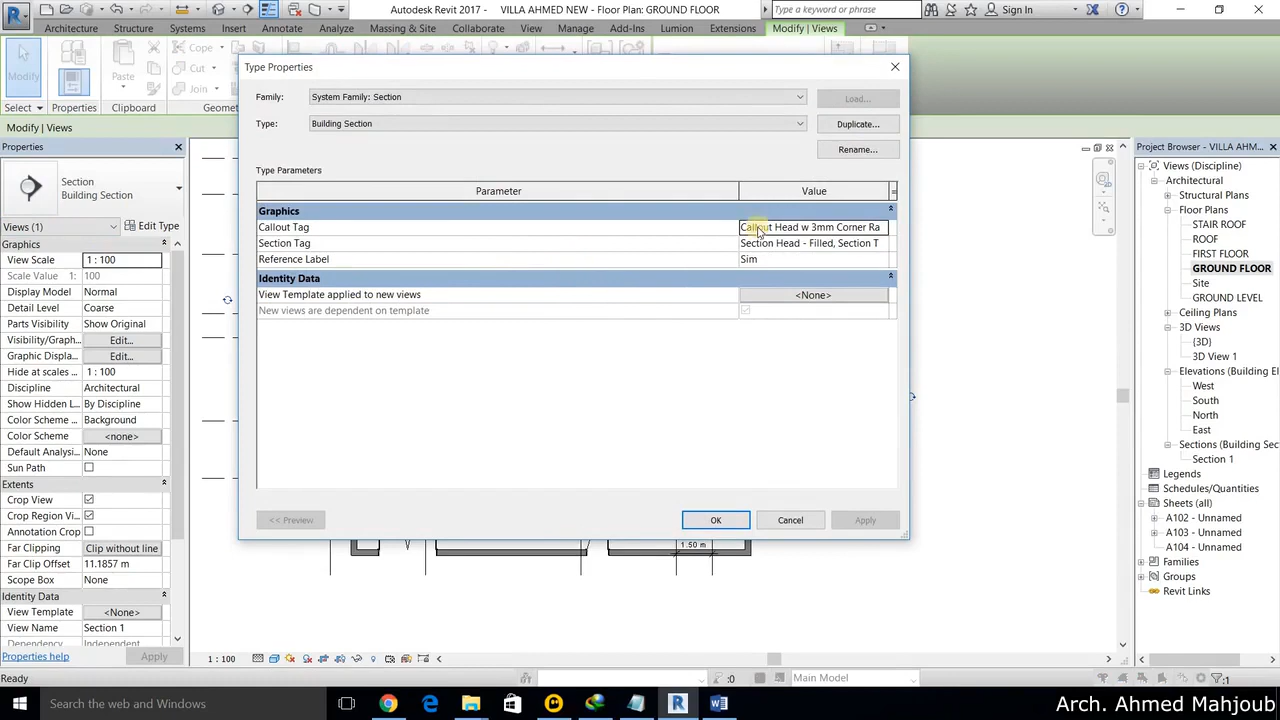 Autodesk Revit 2017 - VILLA AHMED NEW - Floor Plan: GROUND FLOOR
Type a keyword or phrase
Sign In
Architecture Structure Systems Insert Annotate Analyze Massing & Site Collaborate View Manage Add-Ins Lumion Extensions Modify | Views
Modify
Paste
Cope
Cut
Join
Select Properties Clipboard Geomet
Modify | Views
Type Properties
Family: System Family: Section Load...
Type: Building Section Duplicate...
Rename...
Type Parameters
Parameter Value =
Graphics
Callout Tag Callout Head w 3mm Corner Ra
Section Tag Section Head - Filled, Section T
Reference Label Sim
Identity Data
View Template applied to new views <None>
New views are dependent on template
<< Preview OK Cancel Apply
Properties
Section
Building Section
Views (1) Edit Type
Graphics
View Scale 1 : 100
Scale Value 1: 100
Display Model Normal
Detail Level Coarse
Parts Visibility Show Original
Visibility/Graph... Edit...
Graphic Displa... Edit...
Hide at scales ... 1 : 100
Discipline Architectural
Show Hidden L... By Discipline
Color Scheme ... Background
Color Scheme <none>
Default Analysi... None
Sun Path
Extents
Crop View
Crop Region Vi...
Annotation Crop
Far Clipping Clip without line
Far Clip Offset 11.1857 m
Scope Box None
Identity Data
View Template <None>
View Name Section 1
Dependency Independent
Properties help Apply
1.50 m
1 : 100
Project Browser - VILLA AHMED NEW...
Views (Discipline)
Architectural
Structural Plans
Floor Plans
STAIR ROOF
ROOF
FIRST FLOOR
GROUND FLOOR
Site
GROUND LEVEL
Ceiling Plans
3D Views
{3D}
3D View 1
Elevations (Building El
West
South
North
East
Sections (Building Sec
Section 1
Legends
Schedules/Quantities
Sheets (all)
A102 - Unnamed
A103 - Unnamed
A104 - Unnamed
Families
Groups
Revit Links
Ready :0 Main Model :1
Search the web and Windows
Arch. Ahmed Mahjoub